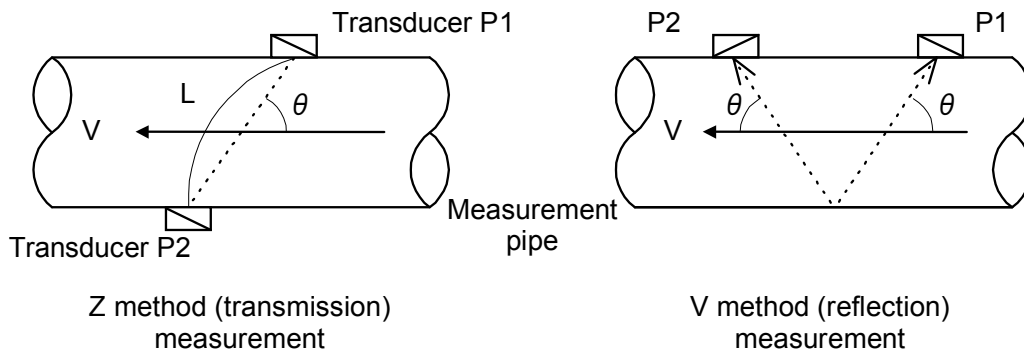 Transducer P1
L
θ
V
Transducer P2
Measurement
pipe
Z method (transmission)
measurement
P2
P1
θ
θ
V
V method (reflection)
measurement